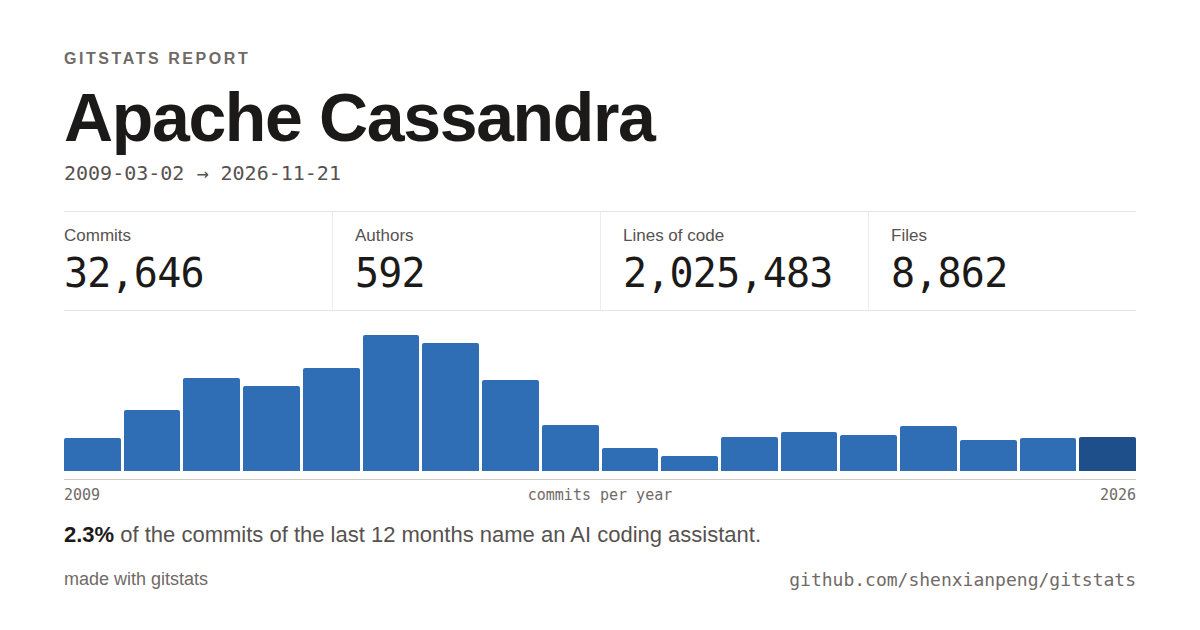 GITSTATS REPORT
Apache Cassandra
2009-03-02 → 2026-11-21
Commits Authors Lines of code Files
32,646 592 2,025,483 8,862
2009 commits per year 2026
2.3% of the commits of the last 12 months name an AI coding assistant.
made with gitstats github.com/shenxianpeng/gitstats